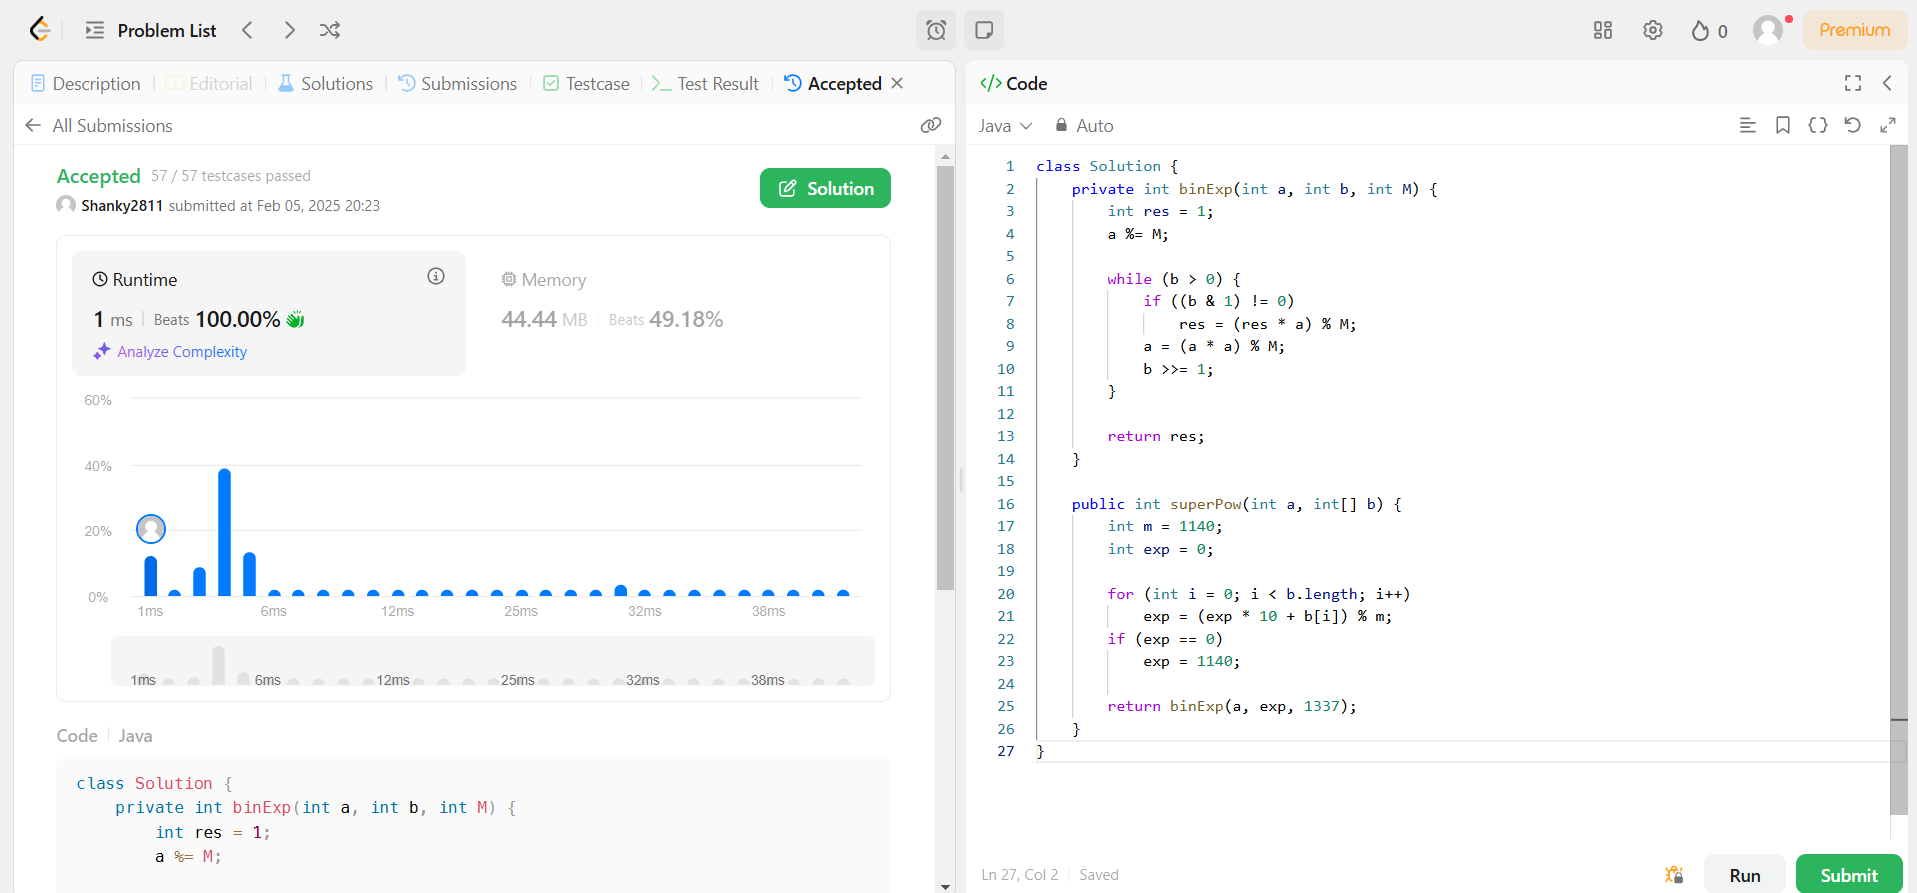 Problem List
0
Premium
Description
Editorial
Solutions
Submissions
Testcase
Test Result
Accepted
All Submissions
Accepted 57 / 57 testcases passed
Shanky2811 submitted at Feb 05, 2025 20:23
Solution
Runtime
1 ms Beats 100.00%
Analyze Complexity
Memory
44.44 MB Beats 49.18%
60%
40%
20%
0%
1ms 6ms 12ms 25ms 32ms 38ms
1ms 6ms 12ms 25ms 32ms 38ms
Code Java
class Solution {
    private int binExp(int a, int b, int M) {
        int res = 1;
        a %= M;
</> Code
Java Auto
1 class Solution {
2     private int binExp(int a, int b, int M) {
3         int res = 1;
4         a %= M;
5
6         while (b > 0) {
7             if ((b & 1) != 0)
8                 res = (res * a) % M;
9             a = (a * a) % M;
10             b >>= 1;
11         }
12
13         return res;
14     }
15
16     public int superPow(int a, int[] b) {
17         int m = 1140;
18         int exp = 0;
19
20         for (int i = 0; i < b.length; i++)
21             exp = (exp * 10 + b[i]) % m;
22         if (exp == 0)
23             exp = 1140;
24
25         return binExp(a, exp, 1337);
26     }
27 }
Ln 27, Col 2 Saved
Run
Submit